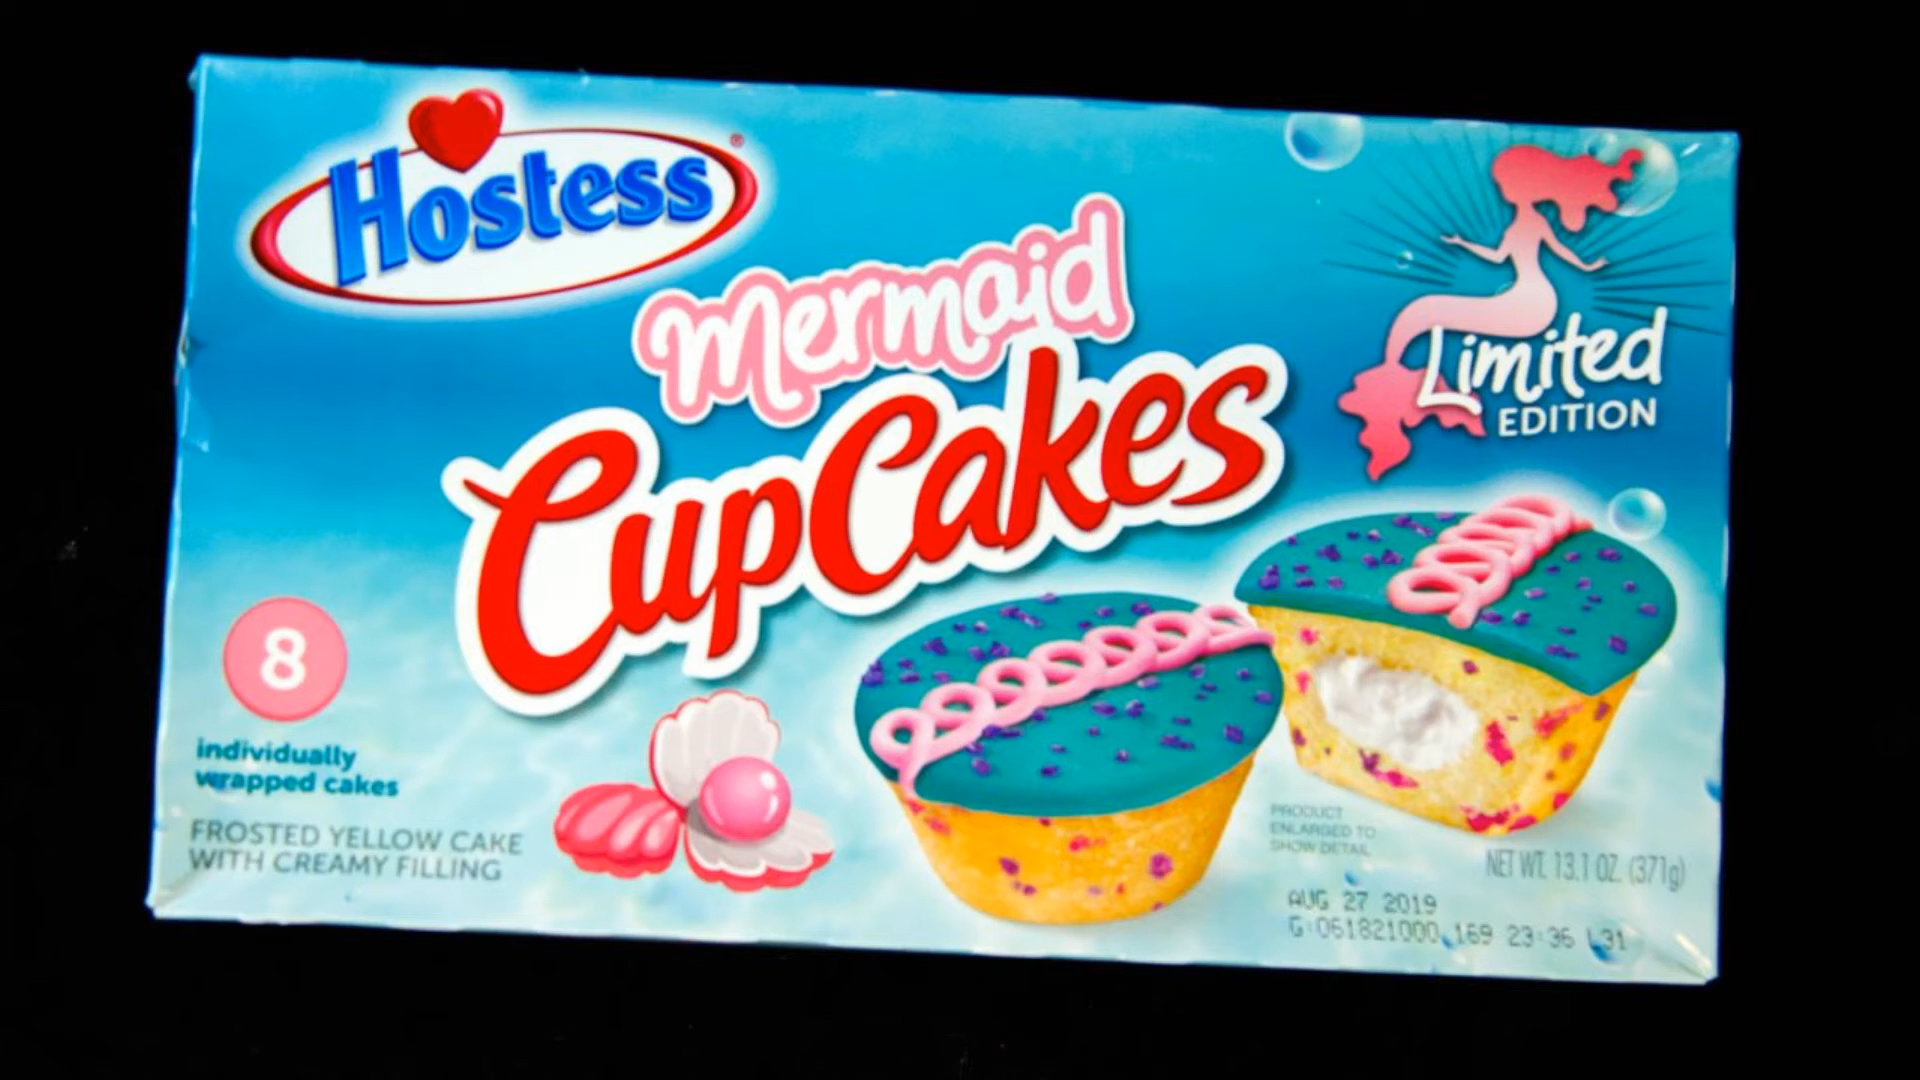 Hostess®
Mermaid
CupCakes
Limited
EDITION
8
individually
wrapped cakes
FROSTED YELLOW CAKE
WITH CREAMY FILLING
PRODUCT
ENLARGED TO
SHOW DETAIL
NET WT. 13.1 OZ. (371g)
AUG 27 2019
G:061821000 169 23:36 L31